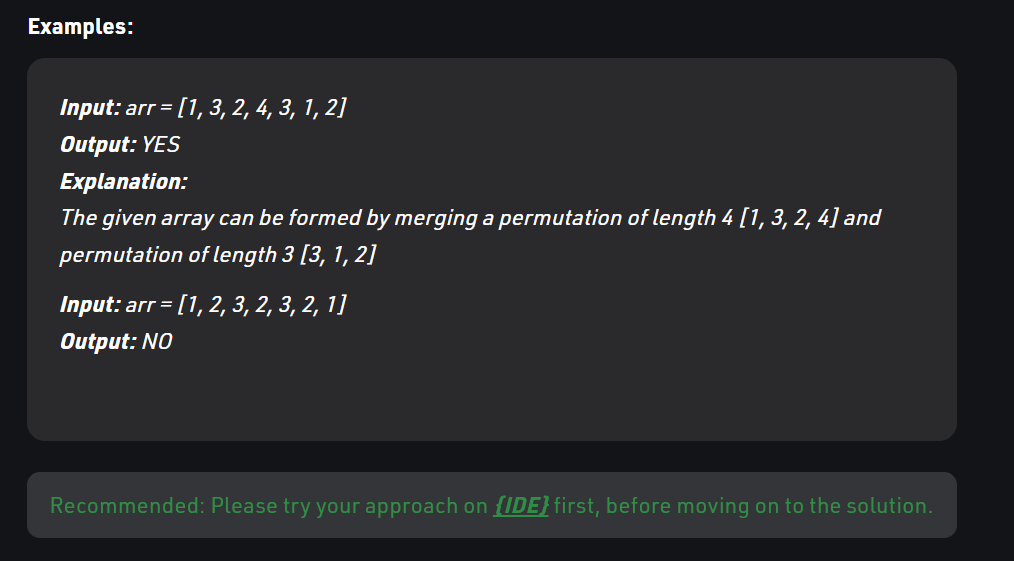 Examples:
Input: arr = [1, 3, 2, 4, 3, 1, 2]
Output: YES
Explanation:
The given array can be formed by merging a permutation of length 4 [1, 3, 2, 4] and
permutation of length 3 [3, 1, 2]
Input: arr = [1, 2, 3, 2, 3, 2, 1]
Output: NO
Recommended: Please try your approach on {IDE} first, before moving on to the solution.